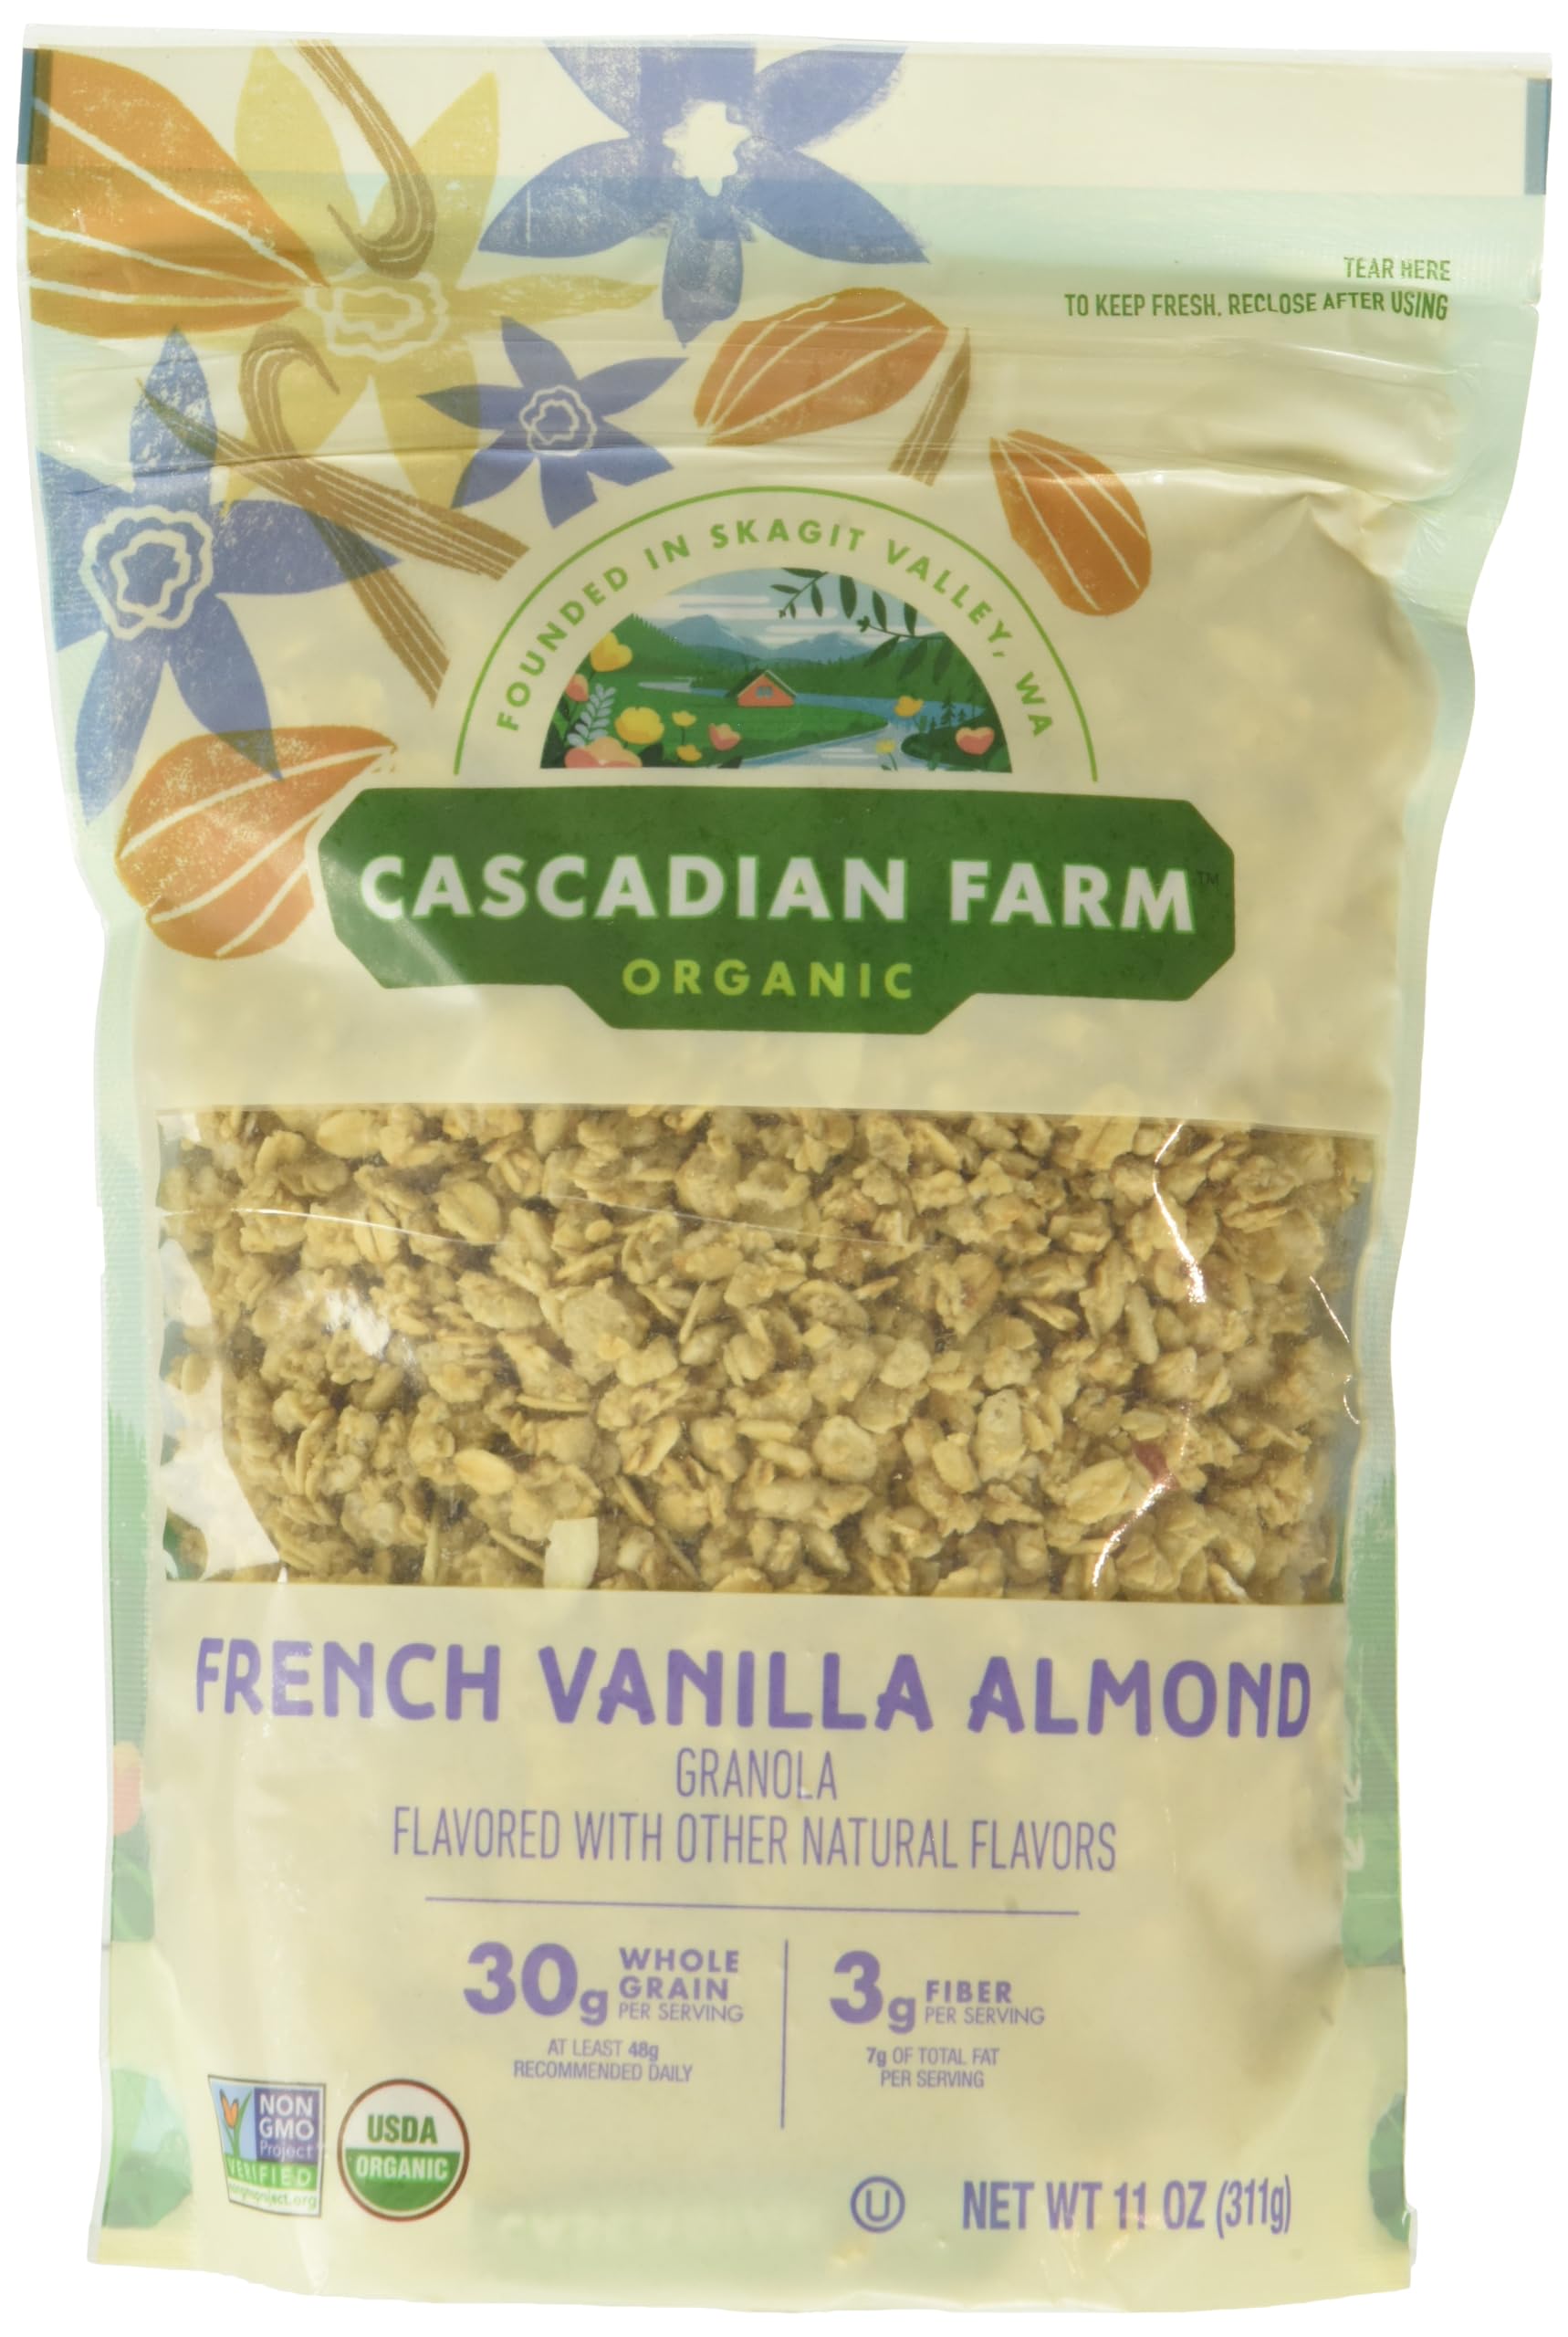 TEAR HERE
TO KEEP FRESH, RECLOSE AFTER USING
FOUNDED IN SKAGIT VALLEY, WA
CASCADIAN FARM™
ORGANIC
FRENCH VANILLA ALMOND
GRANOLA
FLAVORED WITH OTHER NATURAL FLAVORS
30g WHOLE
GRAIN
PER SERVING
AT LEAST 48g
RECOMMENDED DAILY
3g FIBER
PER SERVING
7g OF TOTAL FAT
PER SERVING
NON
GMO
Project
VERIFIED
USDA
ORGANIC
U
NET WT 11 OZ (311g)